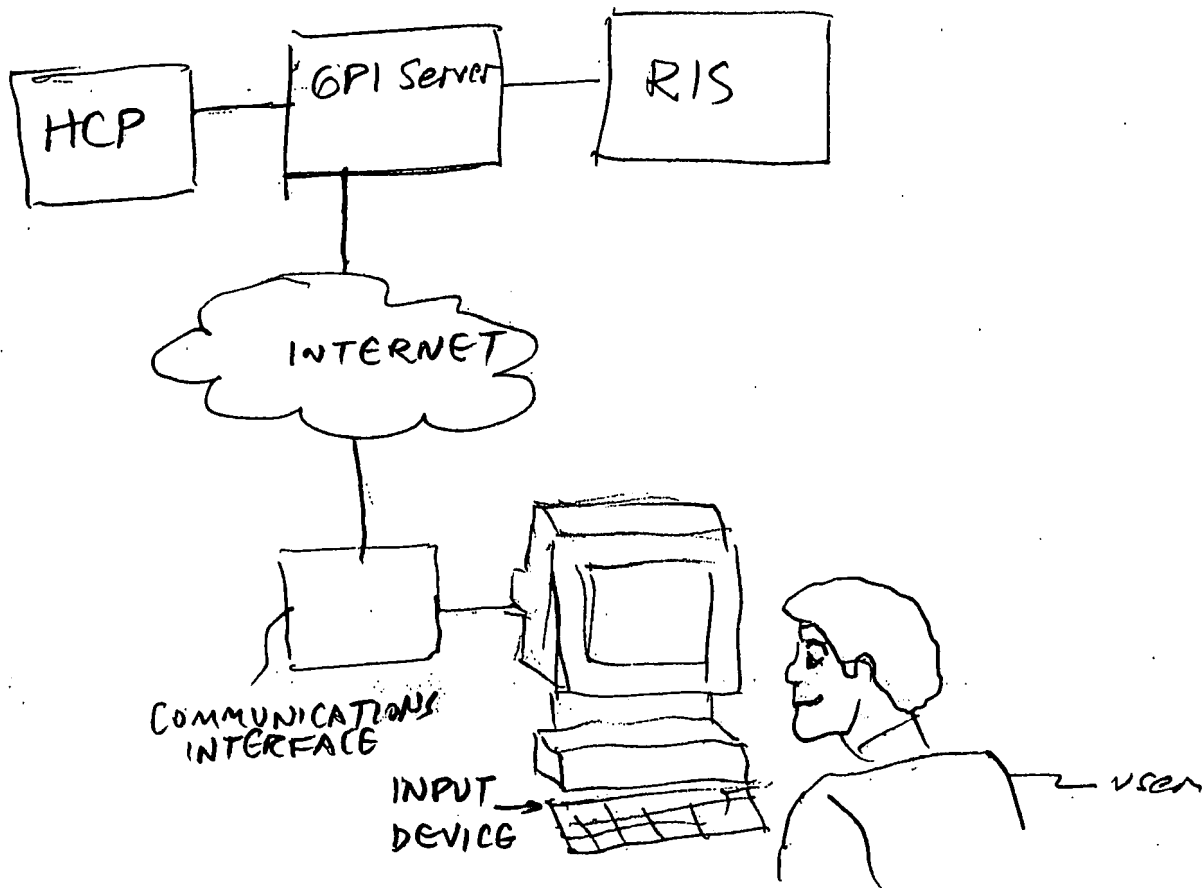 HCP
GPI Server
RIS
INTERNET
COMMUNICATIONS
INTERFACE
INPUT
DEVICE
USER